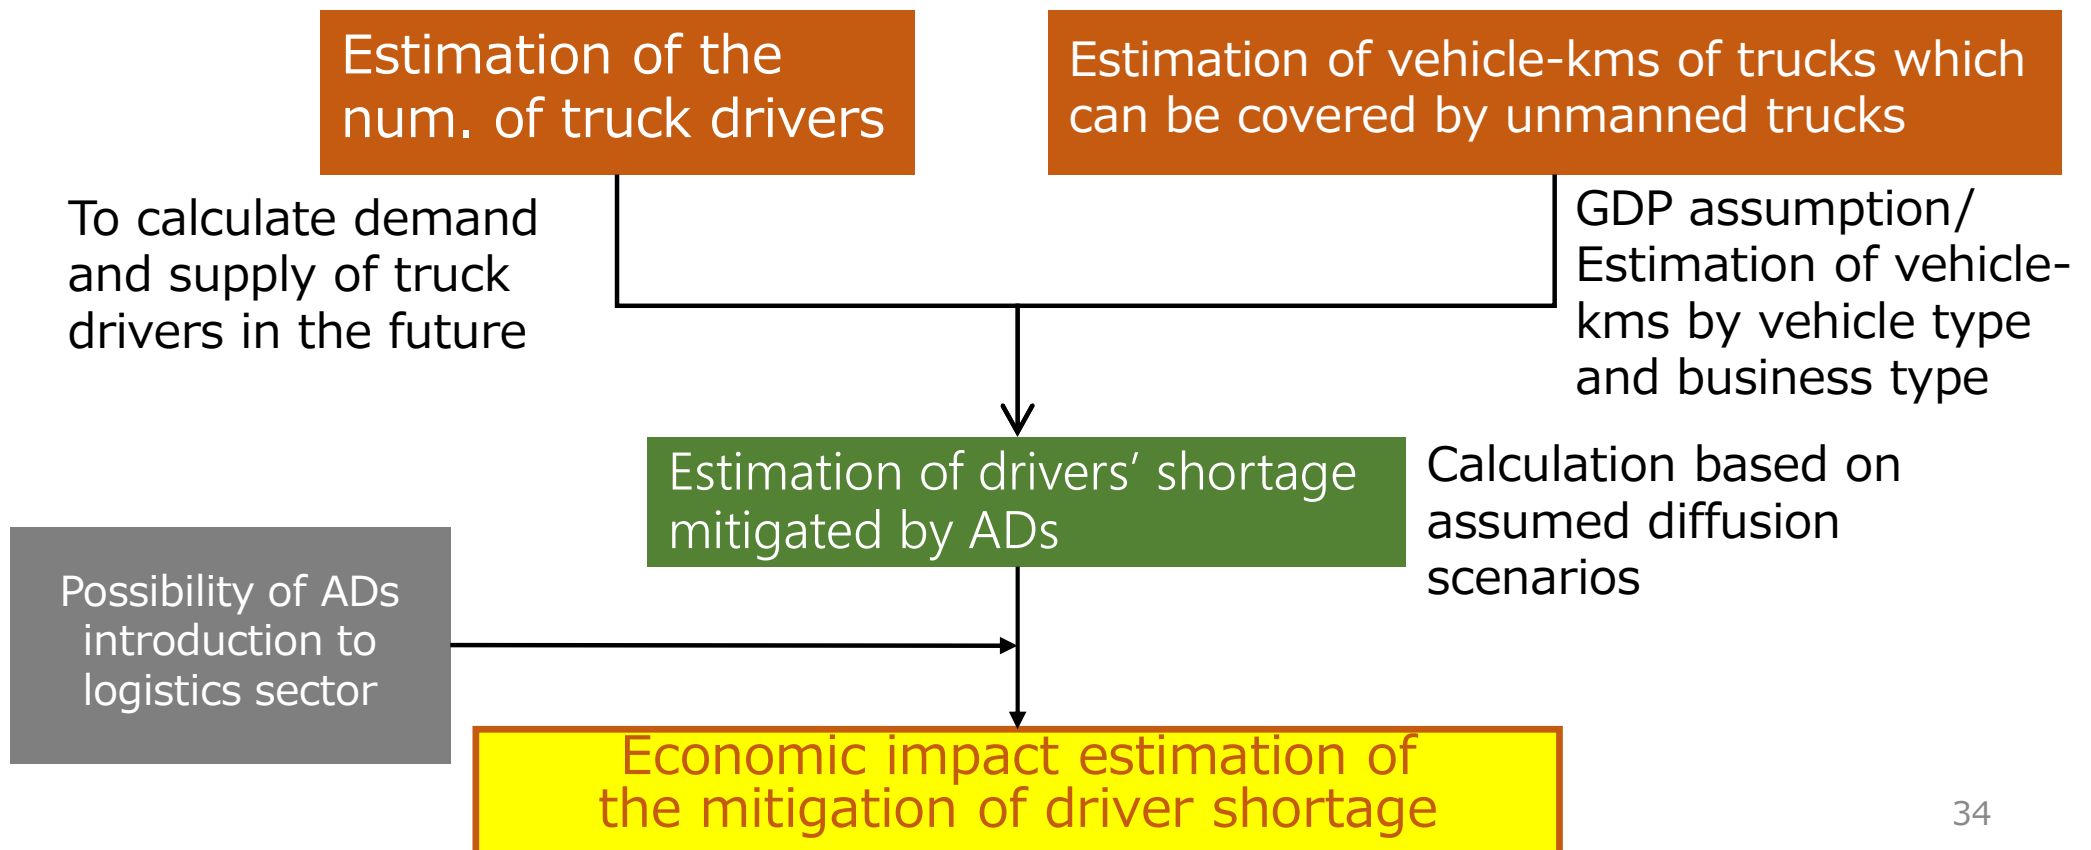 Estimation of the
num. of truck drivers
Estimation of vehicle-kms of trucks which
can be covered by unmanned trucks
To calculate demand
and supply of truck
drivers in the future
GDP assumption/
Estimation of vehicle-
kms by vehicle type
and business type
Estimation of drivers’ shortage
mitigated by ADs
Calculation based on
assumed diffusion
scenarios
Possibility of ADs
introduction to
logistics sector
Economic impact estimation of
the mitigation of driver shortage
34